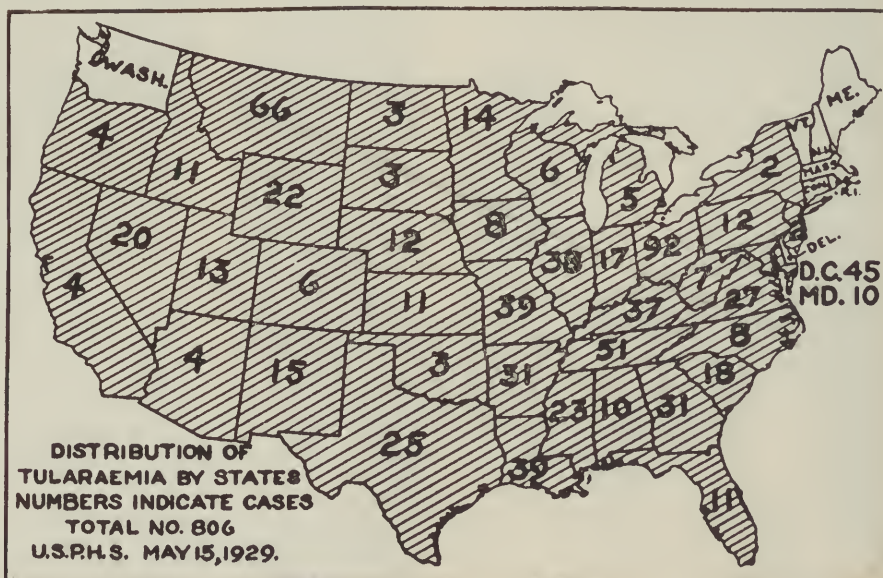 WASH.
66
3
14
ME.
4
VT.
N.H.
11
6
2
MASS.
3
CON.
R.I.
22
5
8
12
20
12
92
DEL.
38
17
13
6
7
D.C. 45
MD. 10
4
11
39
37
27
51
8
4
15
3
31
18
23
10
31
25
39
11
DISTRIBUTION OF
TULARAEMIA BY STATES
NUMBERS INDICATE CASES
TOTAL NO. 806
U.S.P.H.S. MAY 15, 1929.